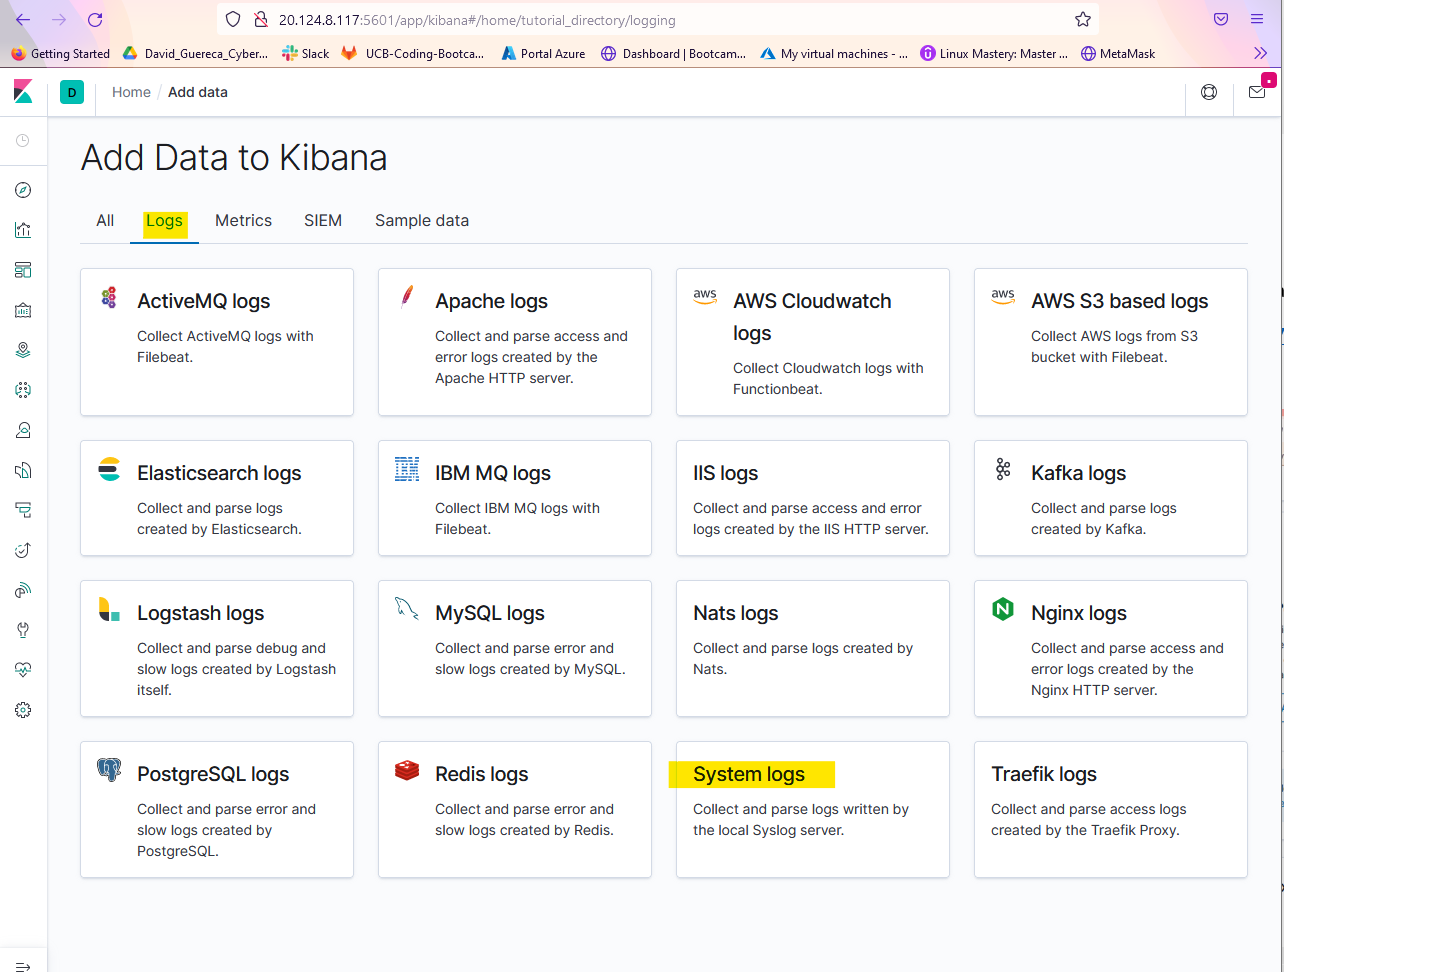 20.124.8.117:5601/app/kibana#/home/tutorial_directory/logging
Getting Started David_Guereca_Cyber... Slack UCB-Coding-Bootca... Portal Azure Dashboard | Bootcam... My virtual machines - ... Linux Mastery: Master ... MetaMask
D Home / Add data
Add Data to Kibana
All Logs Metrics SIEM Sample data
ActiveMQ logs
Collect ActiveMQ logs with
Filebeat.
Apache logs
Collect and parse access and
error logs created by the
Apache HTTP server.
aws
AWS Cloudwatch
logs
Collect Cloudwatch logs with
Functionbeat.
aws
AWS S3 based logs
Collect AWS logs from S3
bucket with Filebeat.
Elasticsearch logs
Collect and parse logs
created by Elasticsearch.
IBM
IBM MQ logs
Collect IBM MQ logs with
Filebeat.
IIS logs
Collect and parse access and error
logs created by the IIS HTTP server.
Kafka logs
Collect and parse logs
created by Kafka.
Logstash logs
Collect and parse debug and
slow logs created by Logstash
itself.
MySQL logs
Collect and parse error and
slow logs created by MySQL.
Nats logs
Collect and parse logs created by
Nats.
N
Nginx logs
Collect and parse access and
error logs created by the
Nginx HTTP server.
PostgreSQL logs
Collect and parse error and
slow logs created by
PostgreSQL.
Redis logs
Collect and parse error and
slow logs created by Redis.
System logs
Collect and parse logs written by
the local Syslog server.
Traefik logs
Collect and parse access logs
created by the Traefik Proxy.